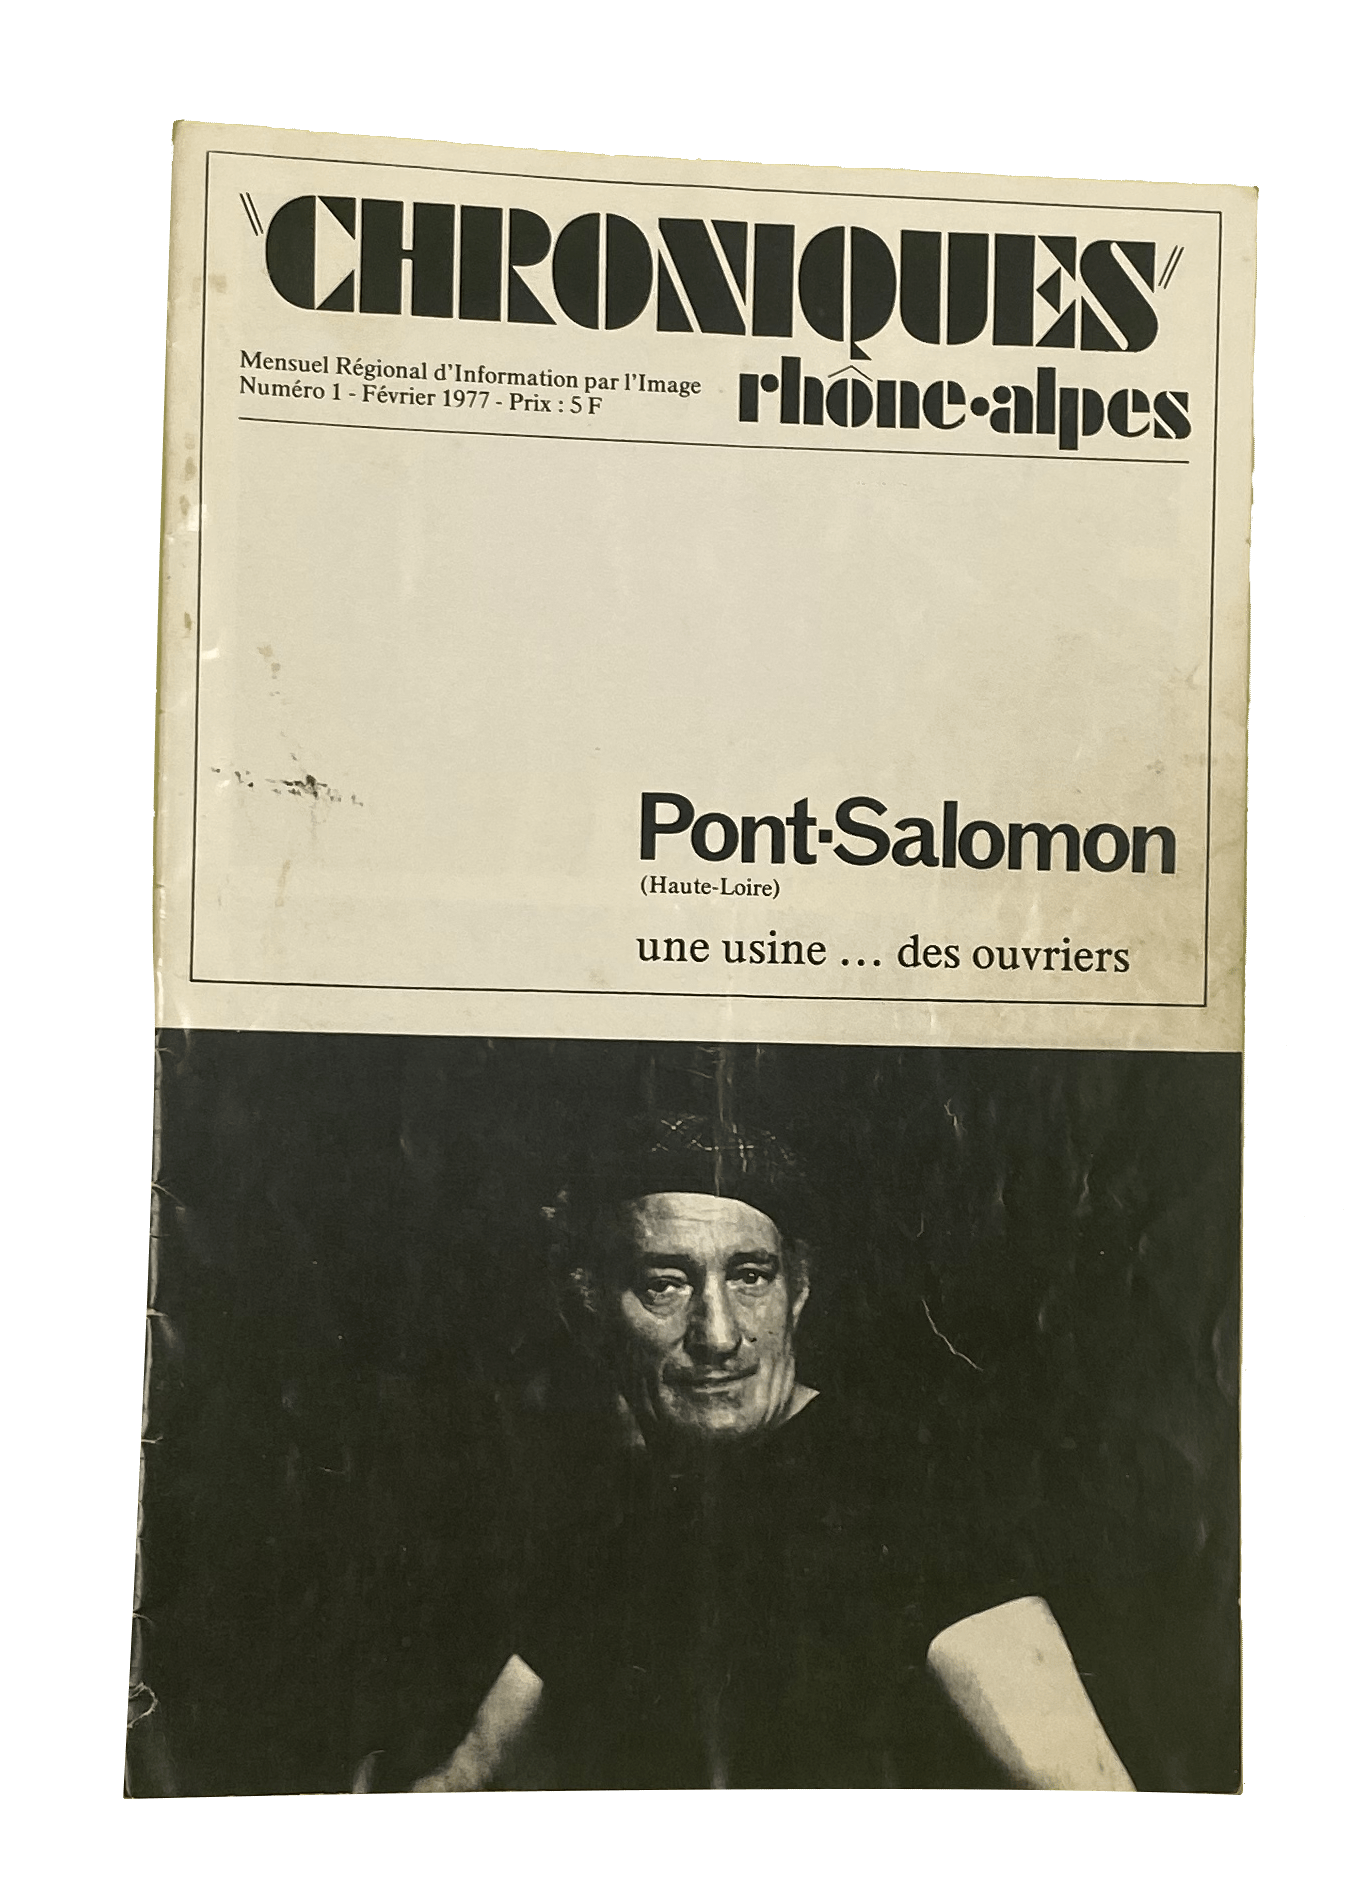 "CHRONIQUES"
rhône-alpes
Mensuel Régional d'Information par l'Image
Numéro 1 - Février 1977 - Prix : 5 F
Pont-Salomon
(Haute-Loire)
une usine ... des ouvriers